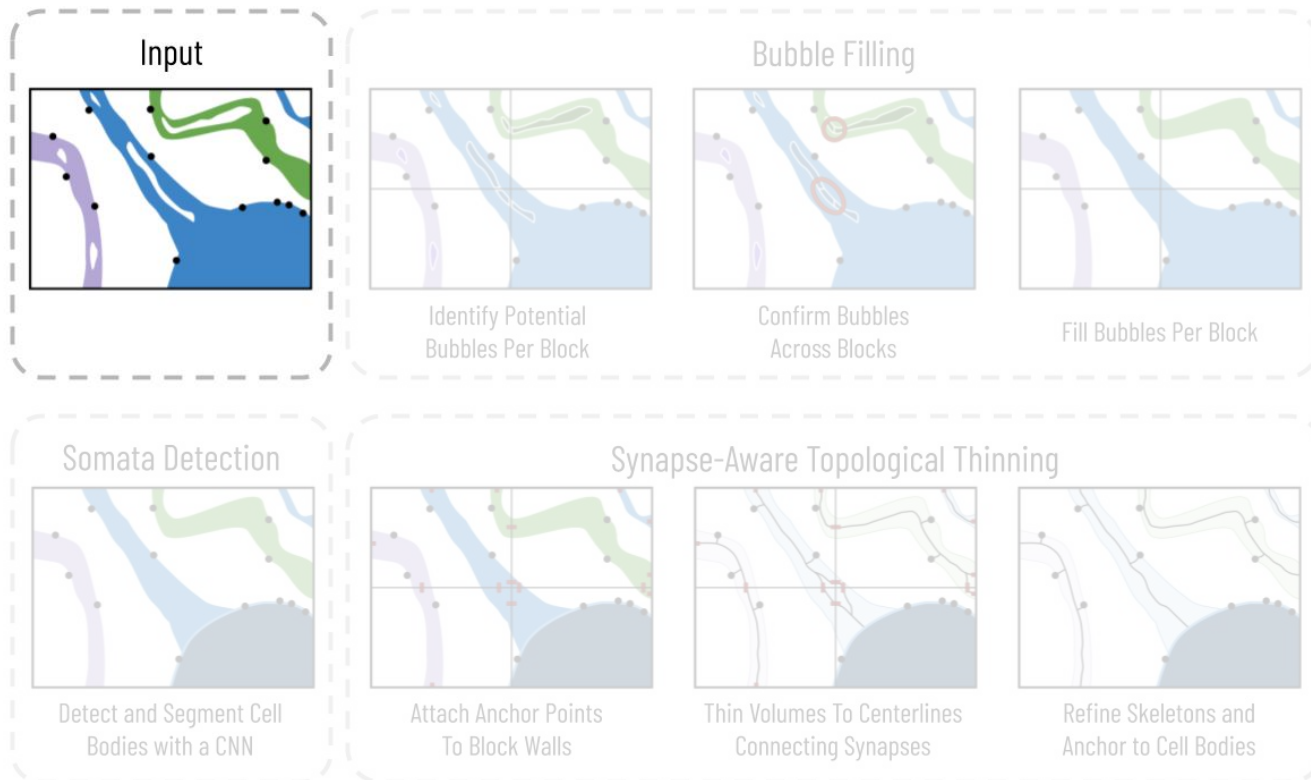 Input
Bubble Filling
Identify Potential
Bubbles Per Block
Confirm Bubbles
Across Blocks
Fill Bubbles Per Block
Somata Detection
Synapse-Aware Topological Thinning
Detect and Segment Cell
Bodies with a CNN
Attach Anchor Points
To Block Walls
Thin Volumes To Centerlines
Connecting Synapses
Refine Skeletons and
Anchor to Cell Bodies